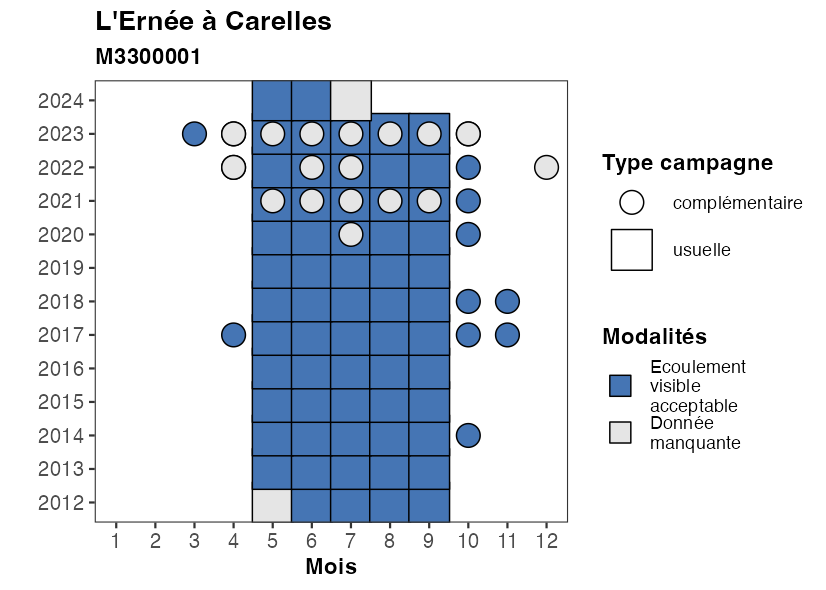 L'Ernée à Carelles
M3300001
2024
2023
2022
2021
2020
2019
2018
2017
2016
2015
2014
2013
2012
1 2 3 4 5 6 7 8 9 10 11 12
Mois
Type campagne
complémentaire
usuelle
Modalités
Ecoulement
visible
acceptable
Donnée
manquante